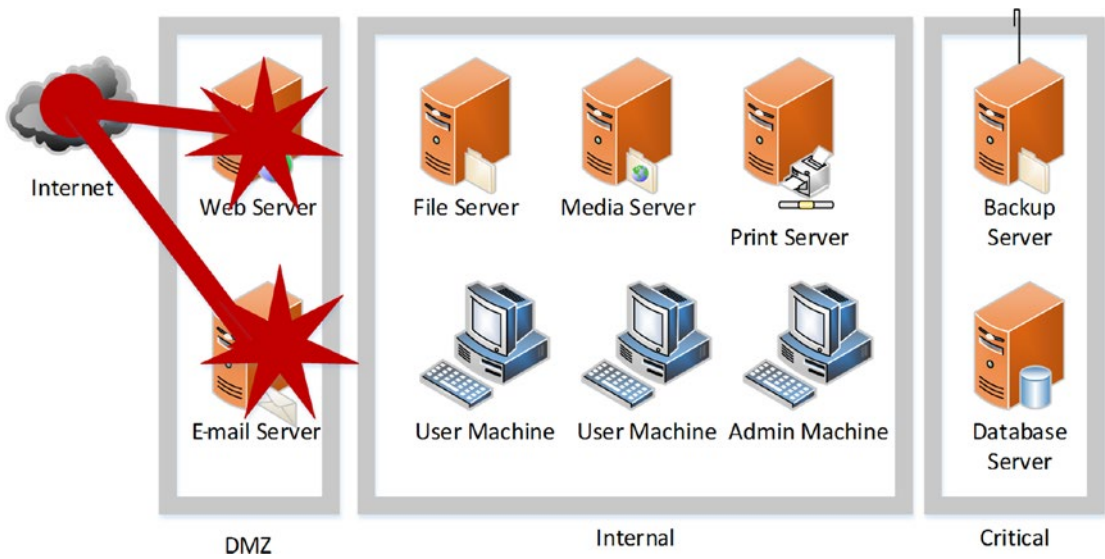 Internet
Web Server
File Server
Media Server
Print Server
Backup
Server
E-mail Server
User Machine
User Machine
Admin Machine
Database
Server
DMZ
Internal
Critical